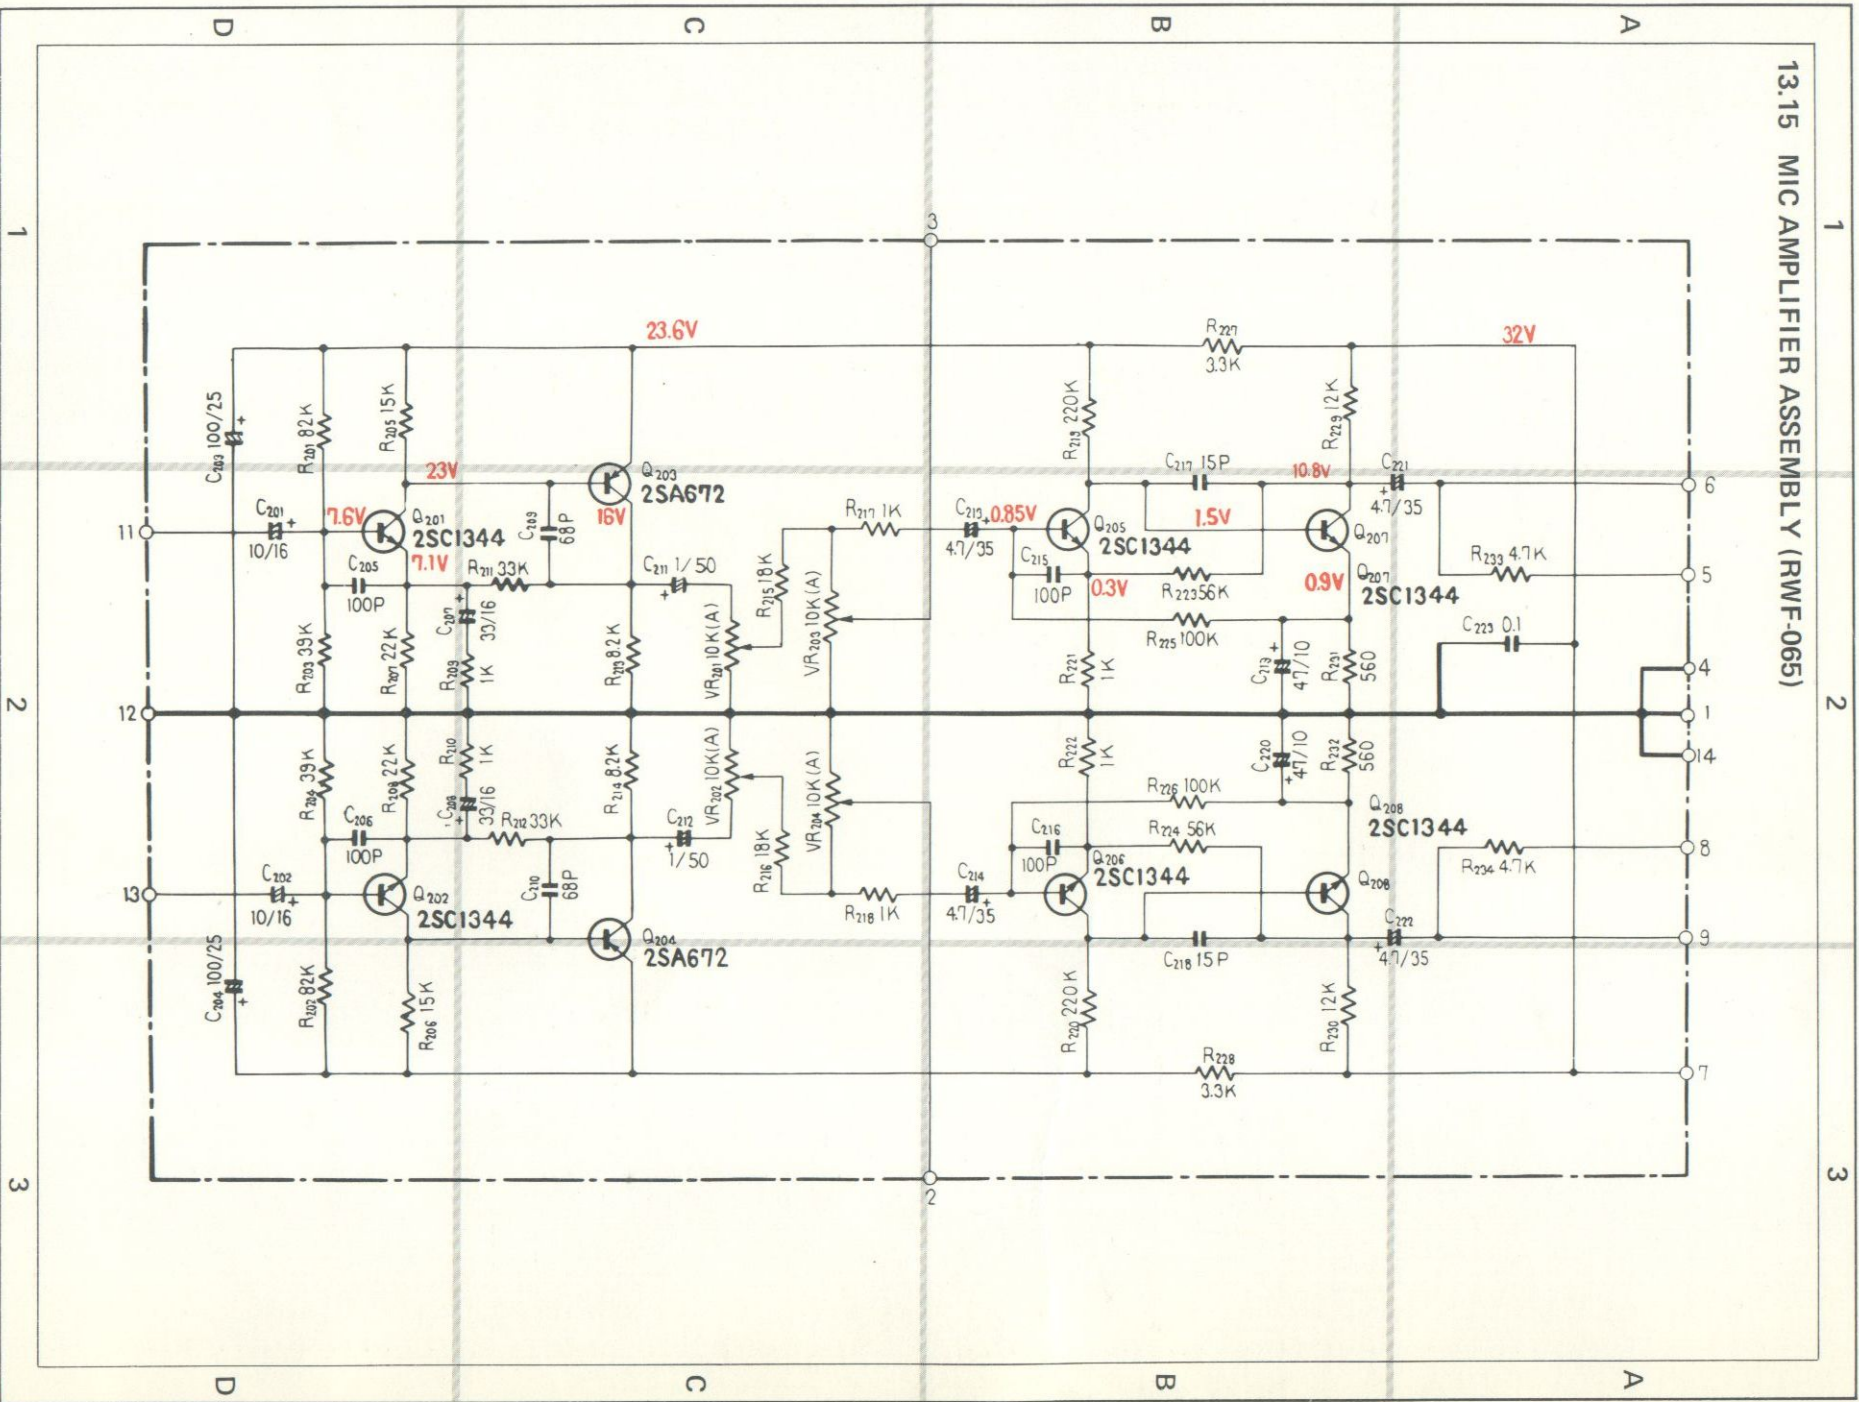 13.15 MIC AMPLIFIER ASSEMBLY (RWF-065)
D
C
B
A
1
1
2
2
3
3
D
C
B
A
3
23.6V
R227
3.3K
32V
C203 100/25
+
R201 82K
R205 15K
R219 220K
R229 12K
23V
Q203
2SA672
16V
C217 15P
10.8V
C221
+
4.7/35
6
11
C201
+
10/16
7.6V
Q201
2SC1344
7.1V
C209
68P
R217 1K
C213
+
4.7/35
0.85V
Q205
2SC1344
1.5V
Q207
Q207
2SC1344
0.9V
R233 4.7K
5
C205
100P
R211 33K
C211 1/50
+
R215 18K
VR203 10K(A)
C215
100P
0.3V
R223 56K
R225 100K
C223 0.1
4
R203 39K
R207 22K
C207
+
33/16
R209
1K
R213 8.2K
VR201 10K(A)
R221
1K
C219
+
47/10
R231
560
12
1
R204 39K
R208 22K
R210
1K
C208
+
33/16
R214 8.2K
VR202 10K(A)
VR204 10K(A)
R222
1K
C220
+
47/10
R232
560
14
R226 100K
Q208
2SC1344
C206
100P
R212 33K
C212
+
1/50
R216 18K
C216
100P
R224 56K
R234 4.7K
8
13
C202
+
10/16
Q202
2SC1344
C210
68P
R218 1K
C214
+
4.7/35
Q206
2SC1344
Q208
C222
+
4.7/35
9
Q204
2SA672
C218 15P
C204 100/25
+
R202 82K
R206 15K
R220 220K
R230 12K
R228
3.3K
7
2